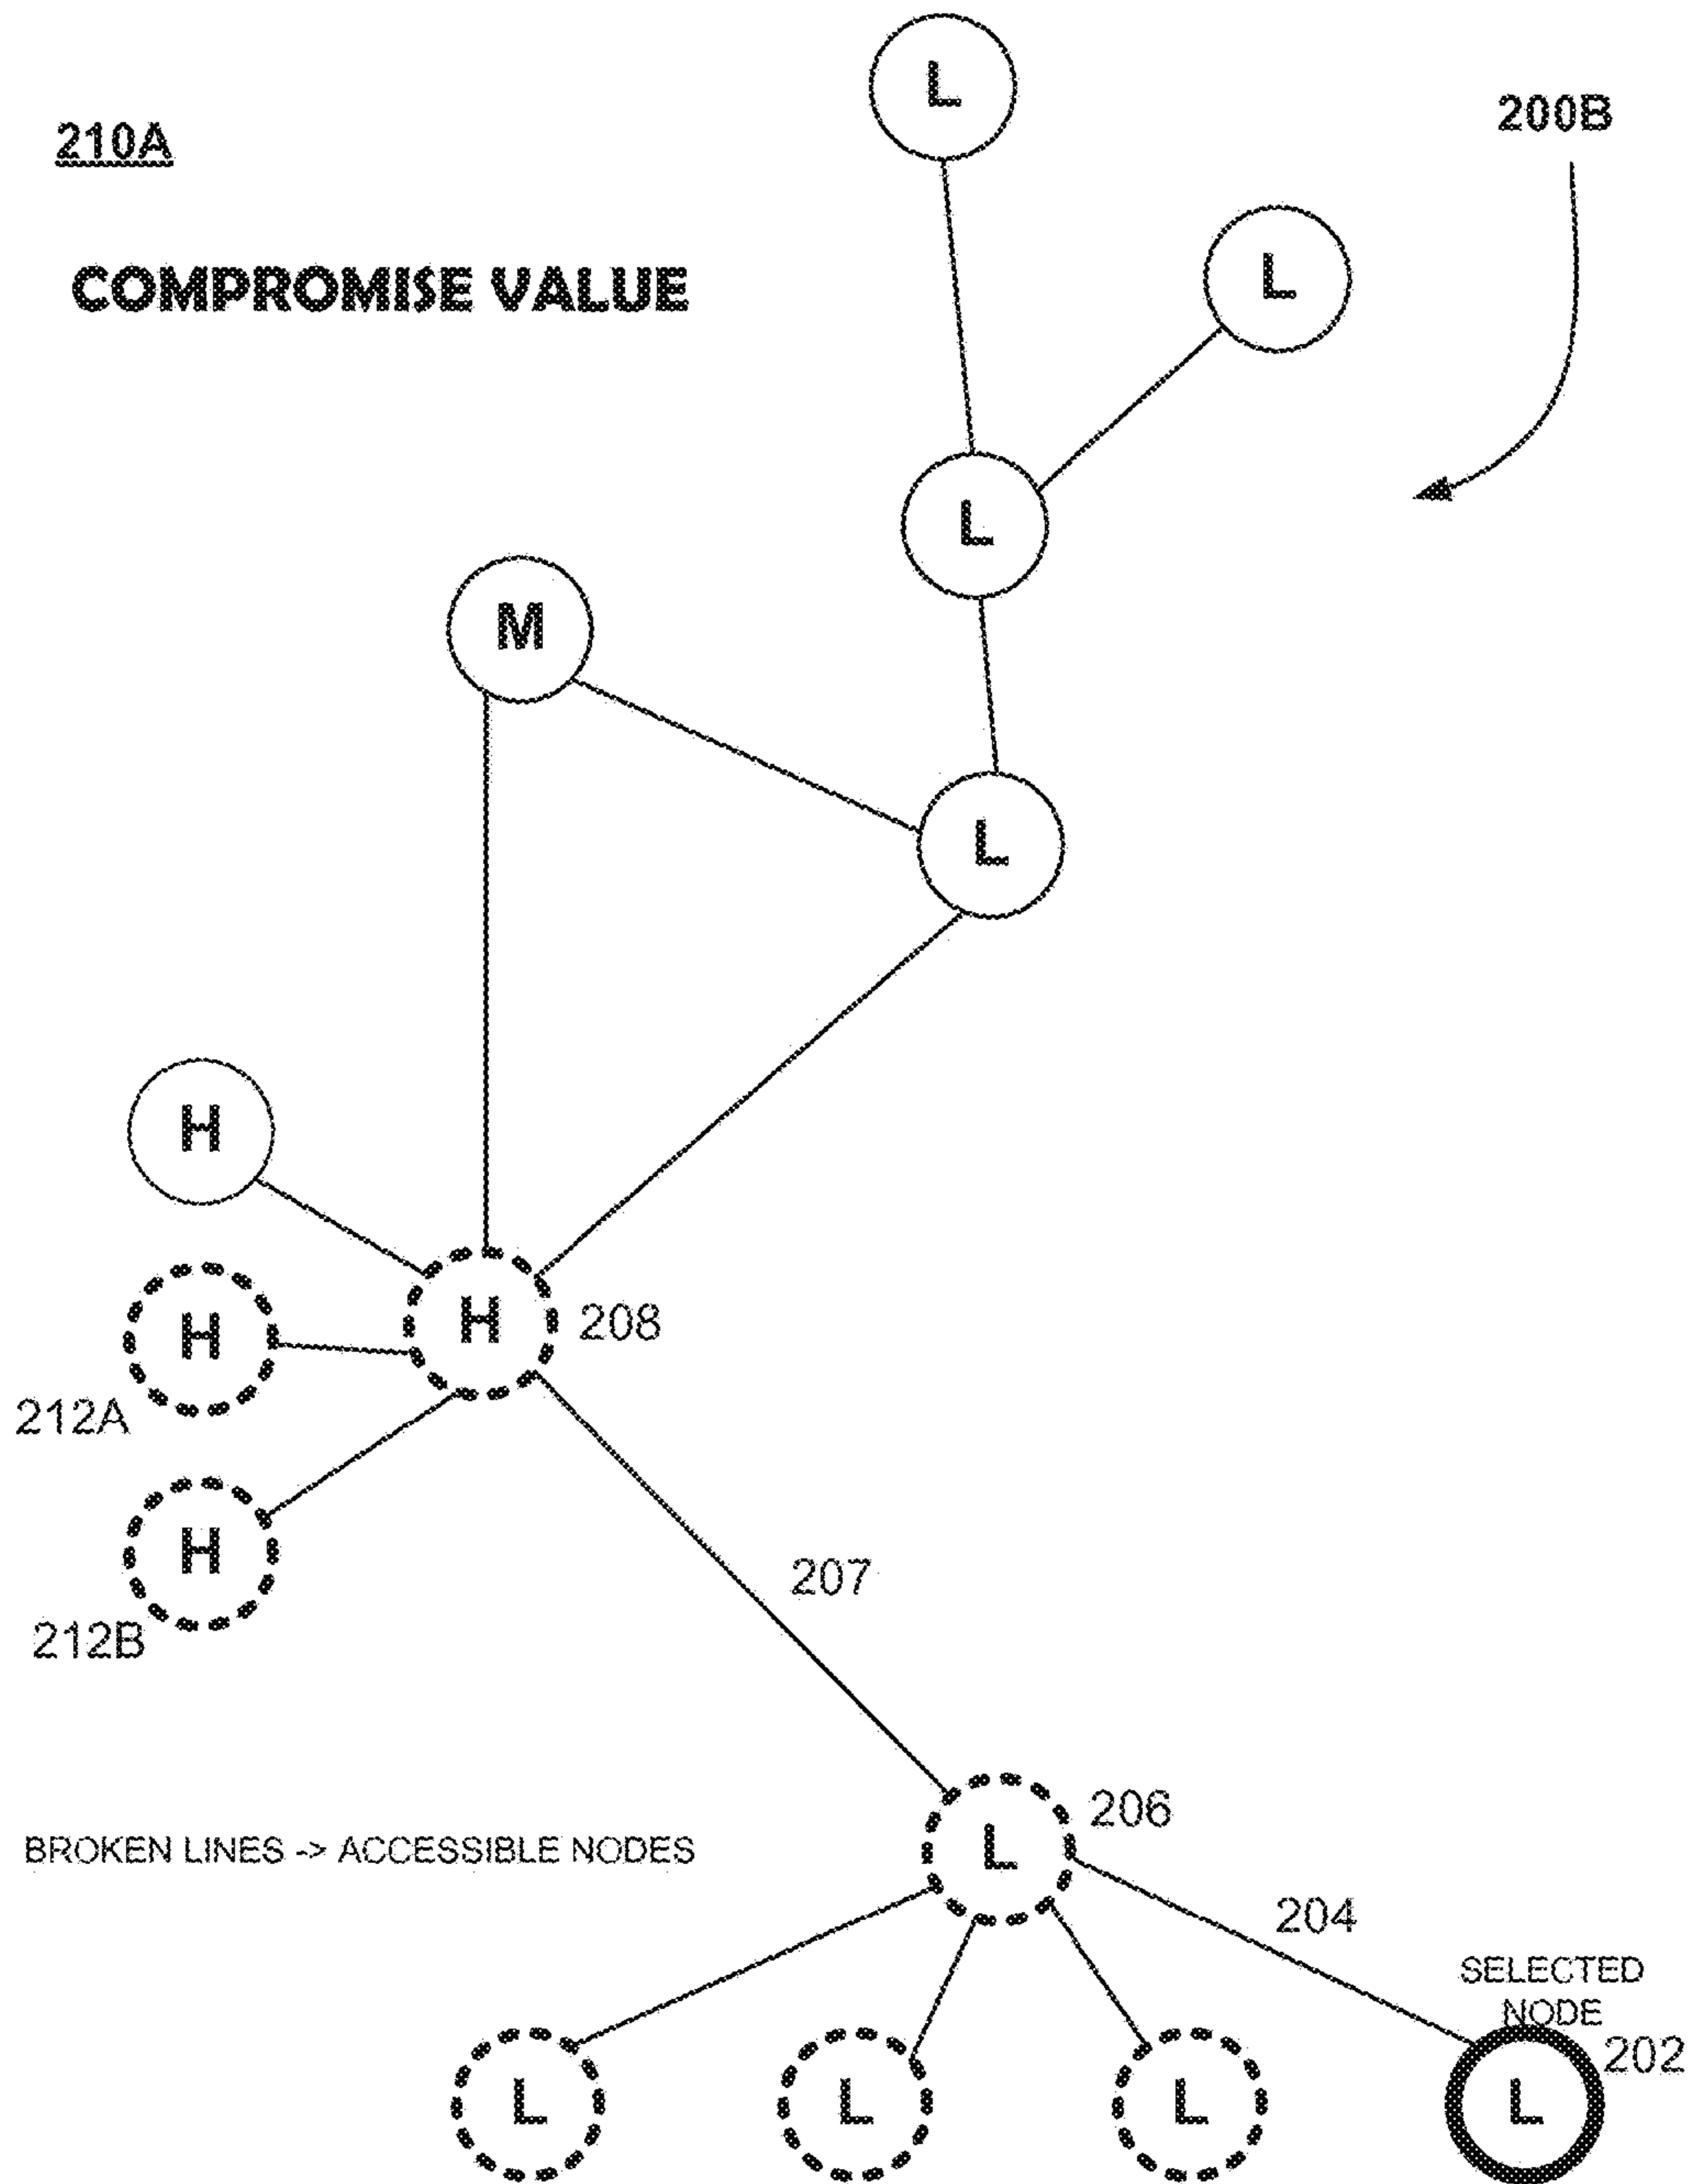 L
210A
200B
COMPROMISE VALUE
L
L
M
L
H
H
208
H
212A
H
212B
207
206
L
BROKEN LINES -> ACCESSIBLE NODES
204
SELECTED
NODE
202
L
L
L
L